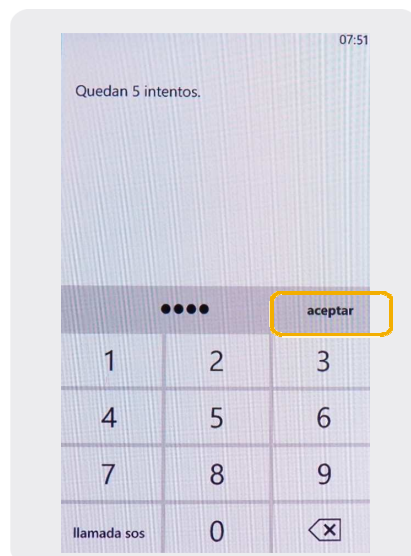 07:51
Quedan 5 intentos.
●●●● aceptar
1 2 3
4 5 6
7 8 9
llamada sos 0